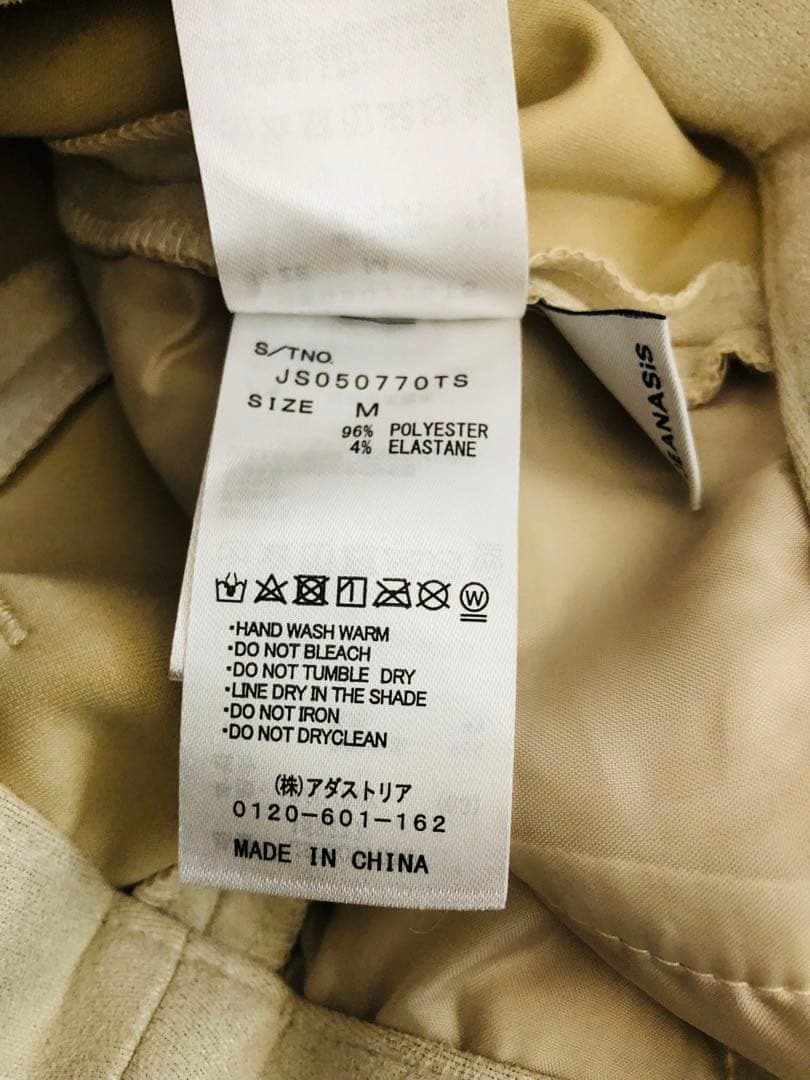 S/TNO.
JS050770TS
SIZE M
96% POLYESTER
4% ELASTANE
W
・HAND WASH WARM
・DO NOT BLEACH
・DO NOT TUMBLE DRY
・LINE DRY IN THE SHADE
・DO NOT IRON
・DO NOT DRYCLEAN
(株)アダストリア
0120-601-162
MADE IN CHINA
JEANASiS